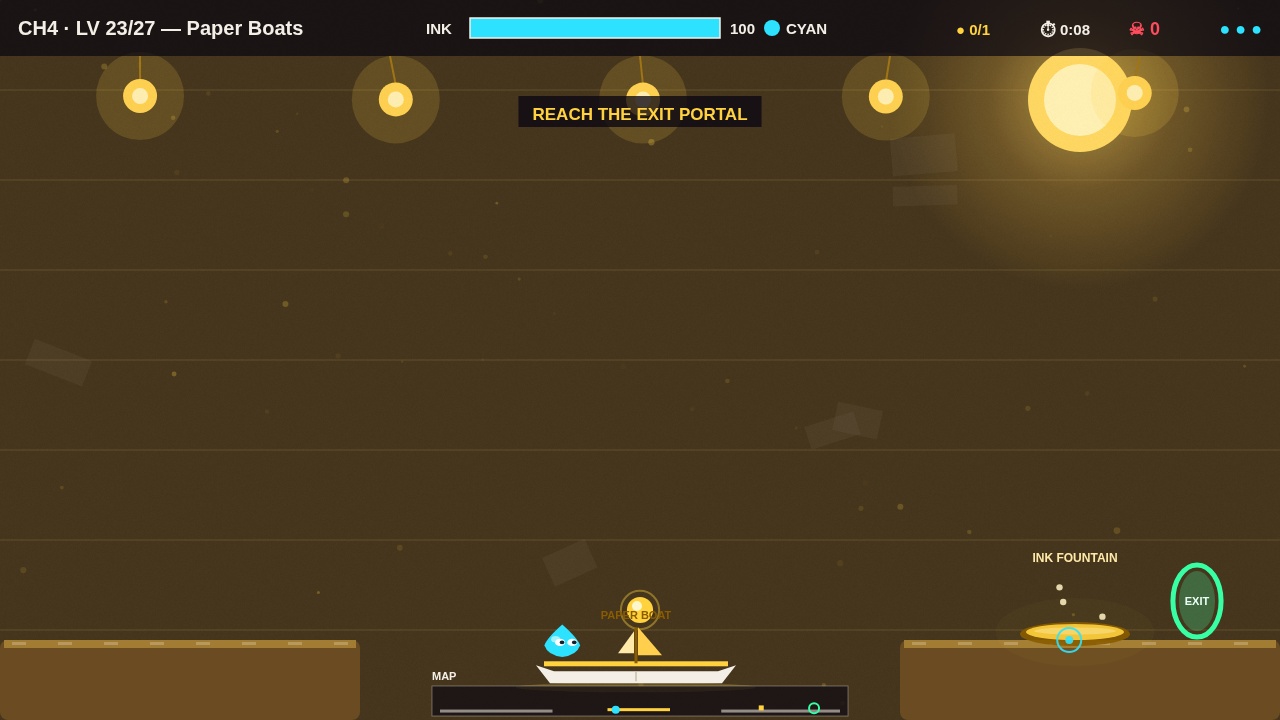 CH4 · LV 23/27 — Paper Boats
INK 100 CYAN
● 0/1
⏱ 0:08
☠ 0
REACH THE EXIT PORTAL
INK FOUNTAIN
EXIT
PAPER BOAT
MAP